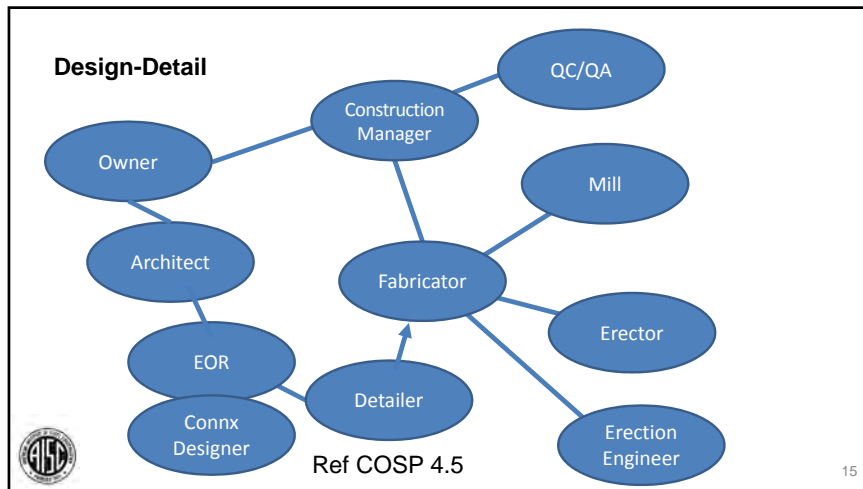 Design-Detail
QC/QA
Construction
Manager
Owner
Mill
Architect
Fabricator
Erector
EOR
Detailer
Connx
Designer
Erection
Engineer
Ref COSP 4.5
AISC
15